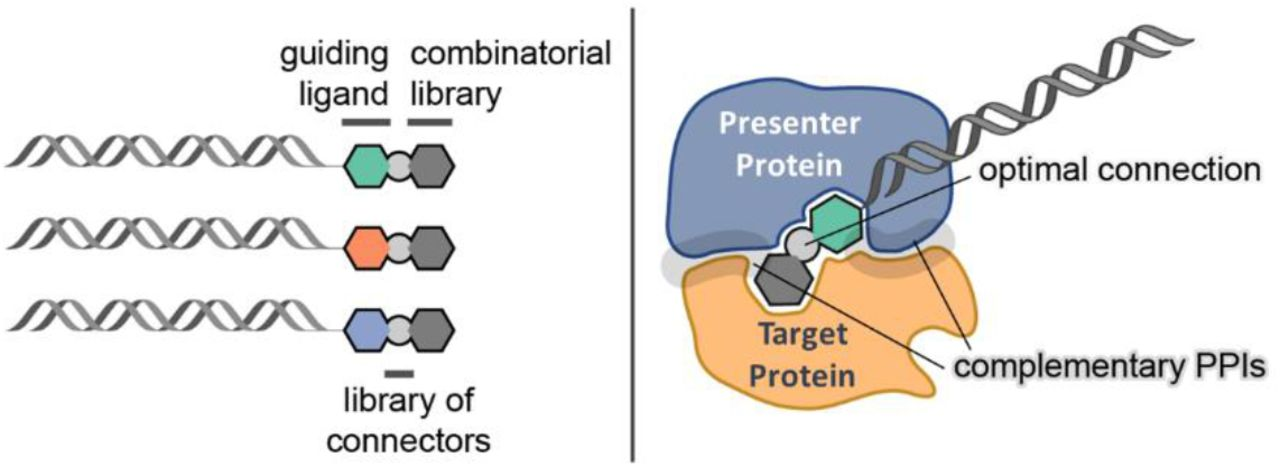 guiding
ligand
combinatorial
library
library of
connectors
Presenter
Protein
optimal connection
Target
Protein
complementary PPIs